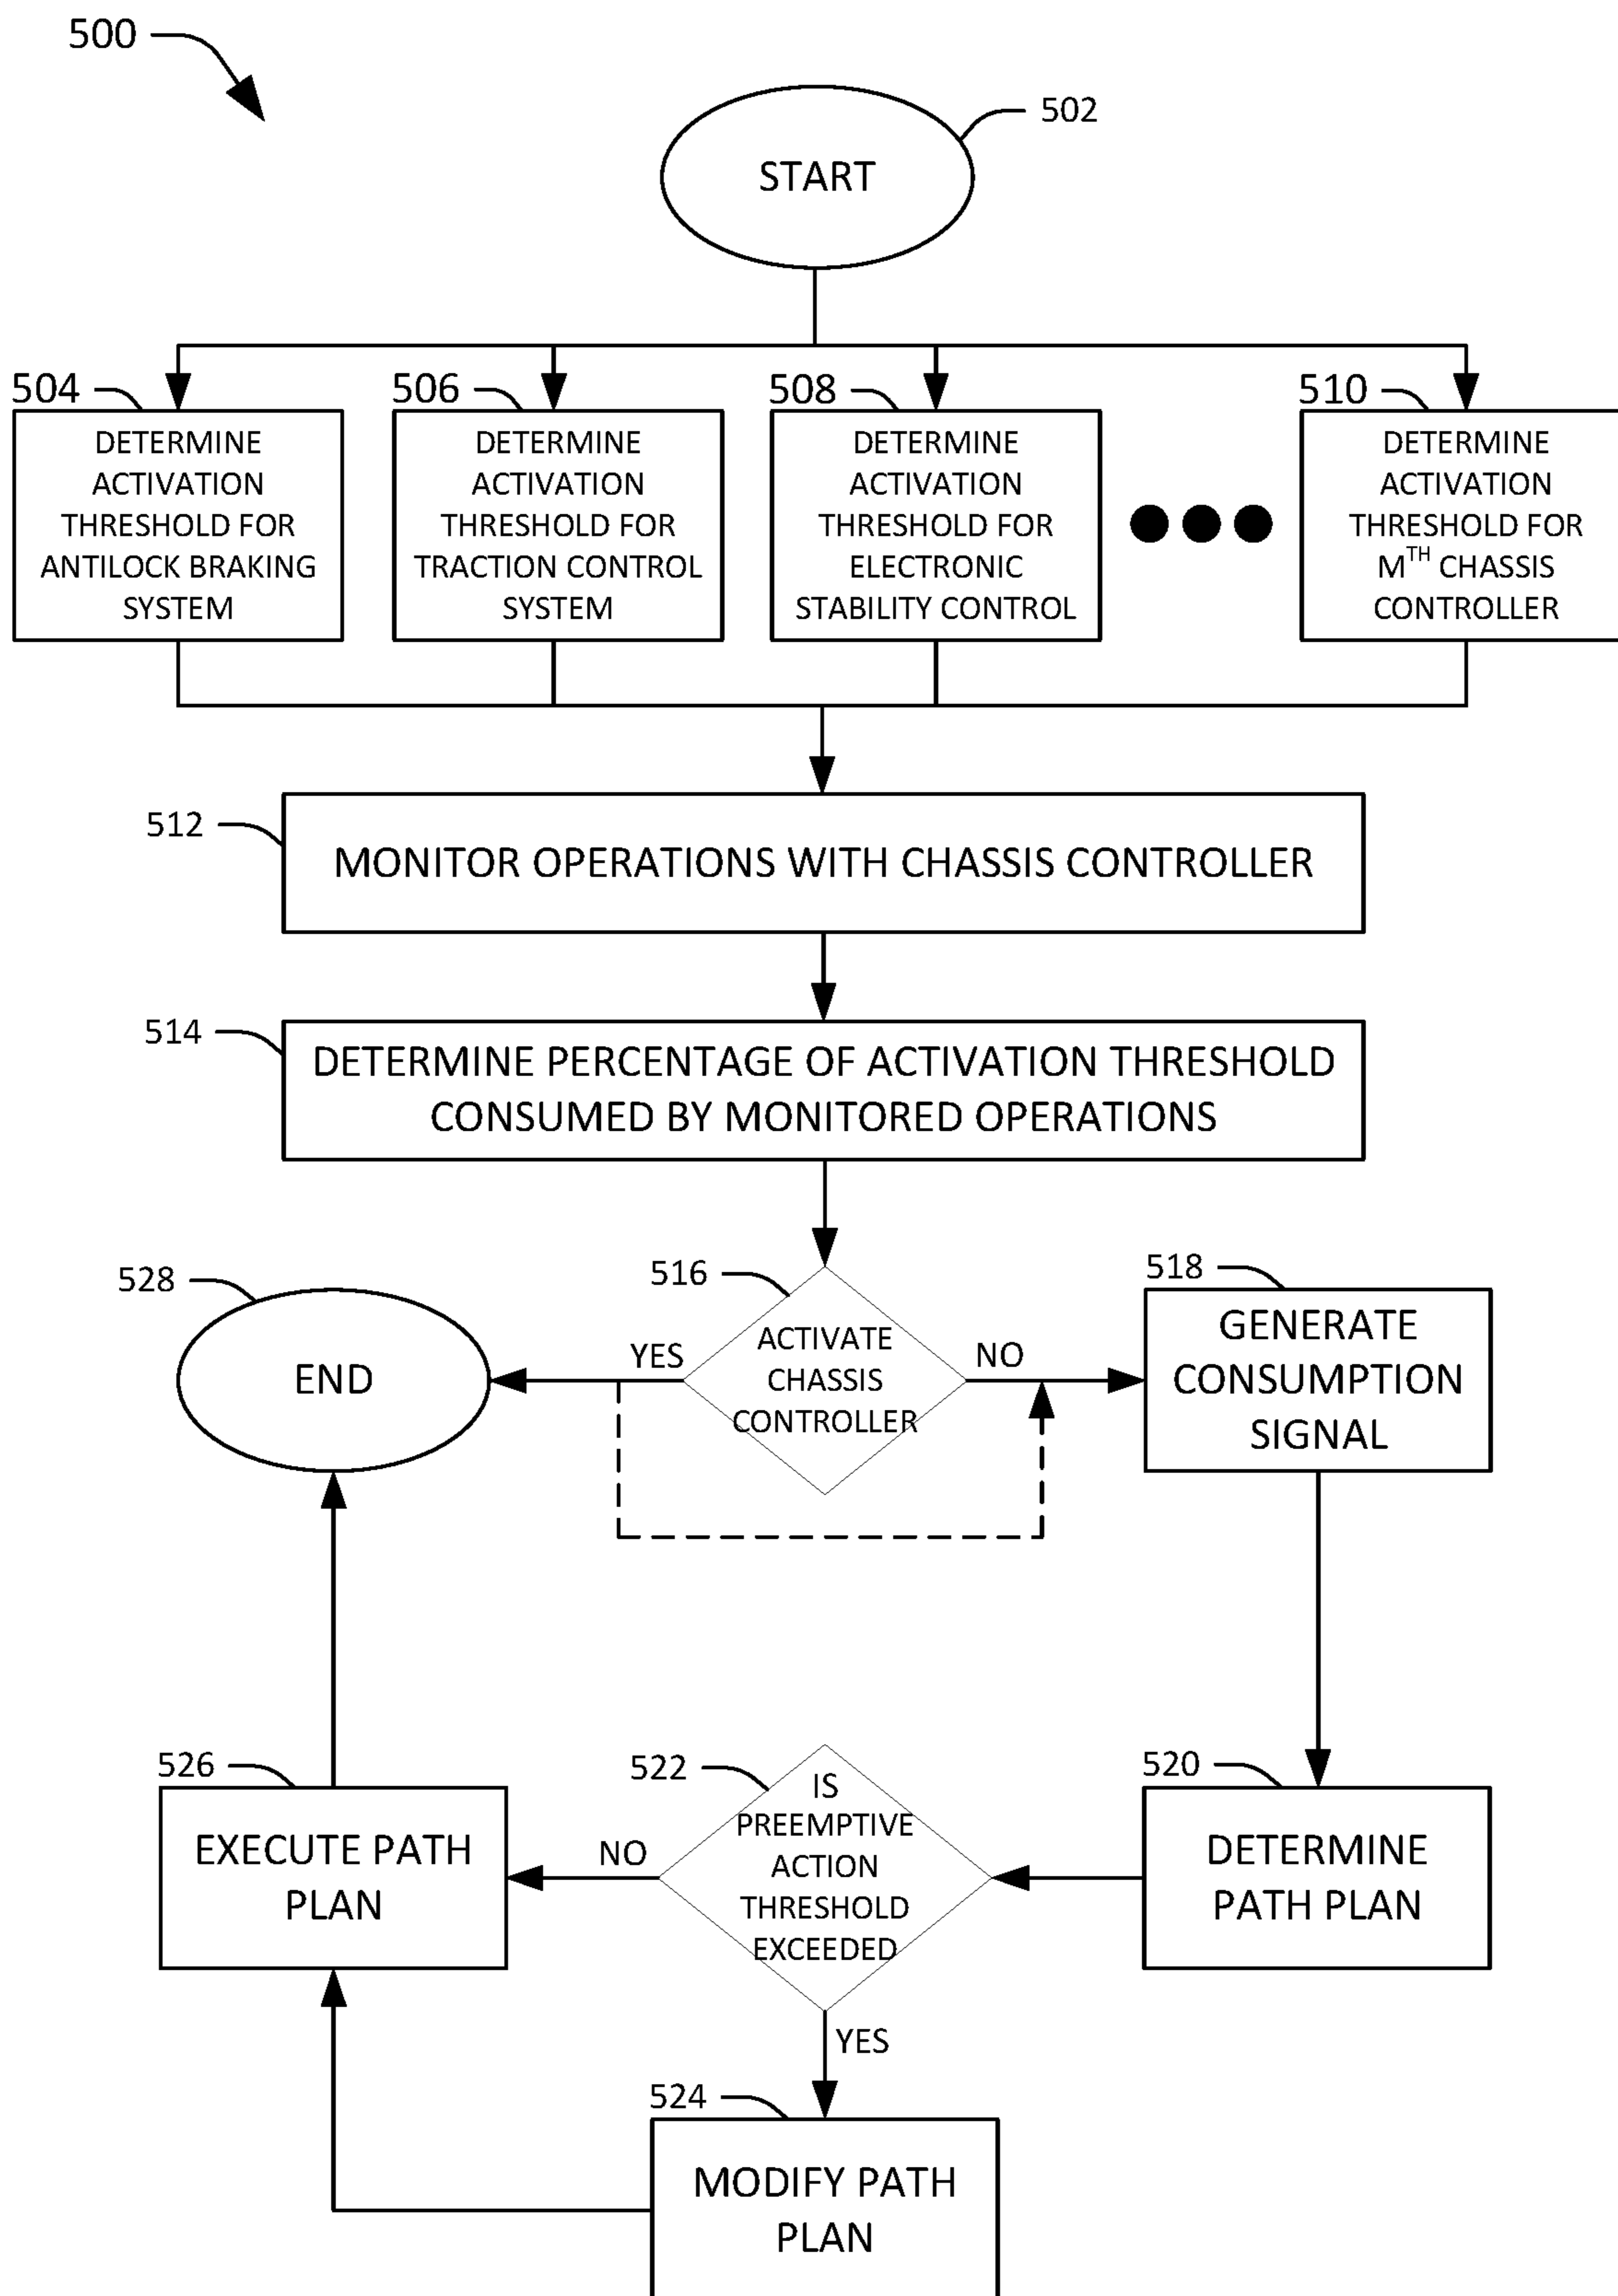 500
502
START
504
506
508
510
DETERMINE
ACTIVATION
THRESHOLD FOR
ANTILOCK BRAKING
SYSTEM
DETERMINE
ACTIVATION
THRESHOLD FOR
TRACTION CONTROL
SYSTEM
DETERMINE
ACTIVATION
THRESHOLD FOR
ELECTRONIC
STABILITY CONTROL
DETERMINE
ACTIVATION
THRESHOLD FOR
MTH CHASSIS
CONTROLLER
512
MONITOR OPERATIONS WITH CHASSIS CONTROLLER
514
DETERMINE PERCENTAGE OF ACTIVATION THRESHOLD
CONSUMED BY MONITORED OPERATIONS
528
END
516
YES
ACTIVATE
CHASSIS
CONTROLLER
NO
518
GENERATE
CONSUMPTION
SIGNAL
526
EXECUTE PATH
PLAN
522
NO
IS
PREEMPTIVE
ACTION
THRESHOLD
EXCEEDED
520
DETERMINE
PATH PLAN
YES
524
MODIFY PATH
PLAN